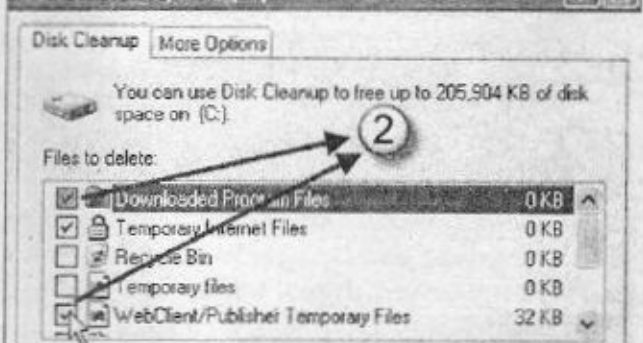 Disk Cleanup More Options
You can use Disk Cleanup to free up to 205,904 KB of disk
space on (C:).
2
Files to delete:
Downloaded Program Files 0 KB
Temporary Internet Files 0 KB
Recycle Bin 0 KB
Temporary files 0 KB
WebClient/Publisher Temporary Files 32 KB